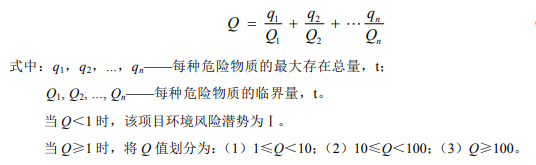 Q = q₁/Q₁ + q₂/Q₂ + ⋯ qₙ/Qₙ
式中：q₁，q₂，...，qₙ——每种危险物质的最大存在总量，t；
Q₁, Q₂, ..., Qₙ——每种危险物质的临界量，t。
当 Q＜1 时，该项目环境风险潜势为Ⅰ。
当 Q≥1 时，将 Q 值划分为：（1）1≤Q＜10；（2）10≤Q＜100；（3）Q≥100。